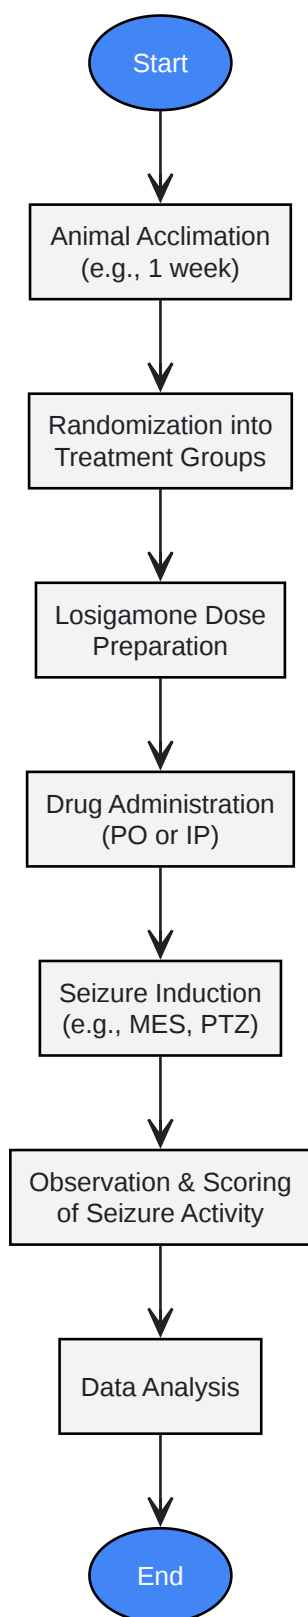 Start
Animal Acclimation
(e.g., 1 week)
Randomization into
Treatment Groups
Losigamone Dose
Preparation
Drug Administration
(PO or IP)
Seizure Induction
(e.g., MES, PTZ)
Observation & Scoring
of Seizure Activity
Data Analysis
End